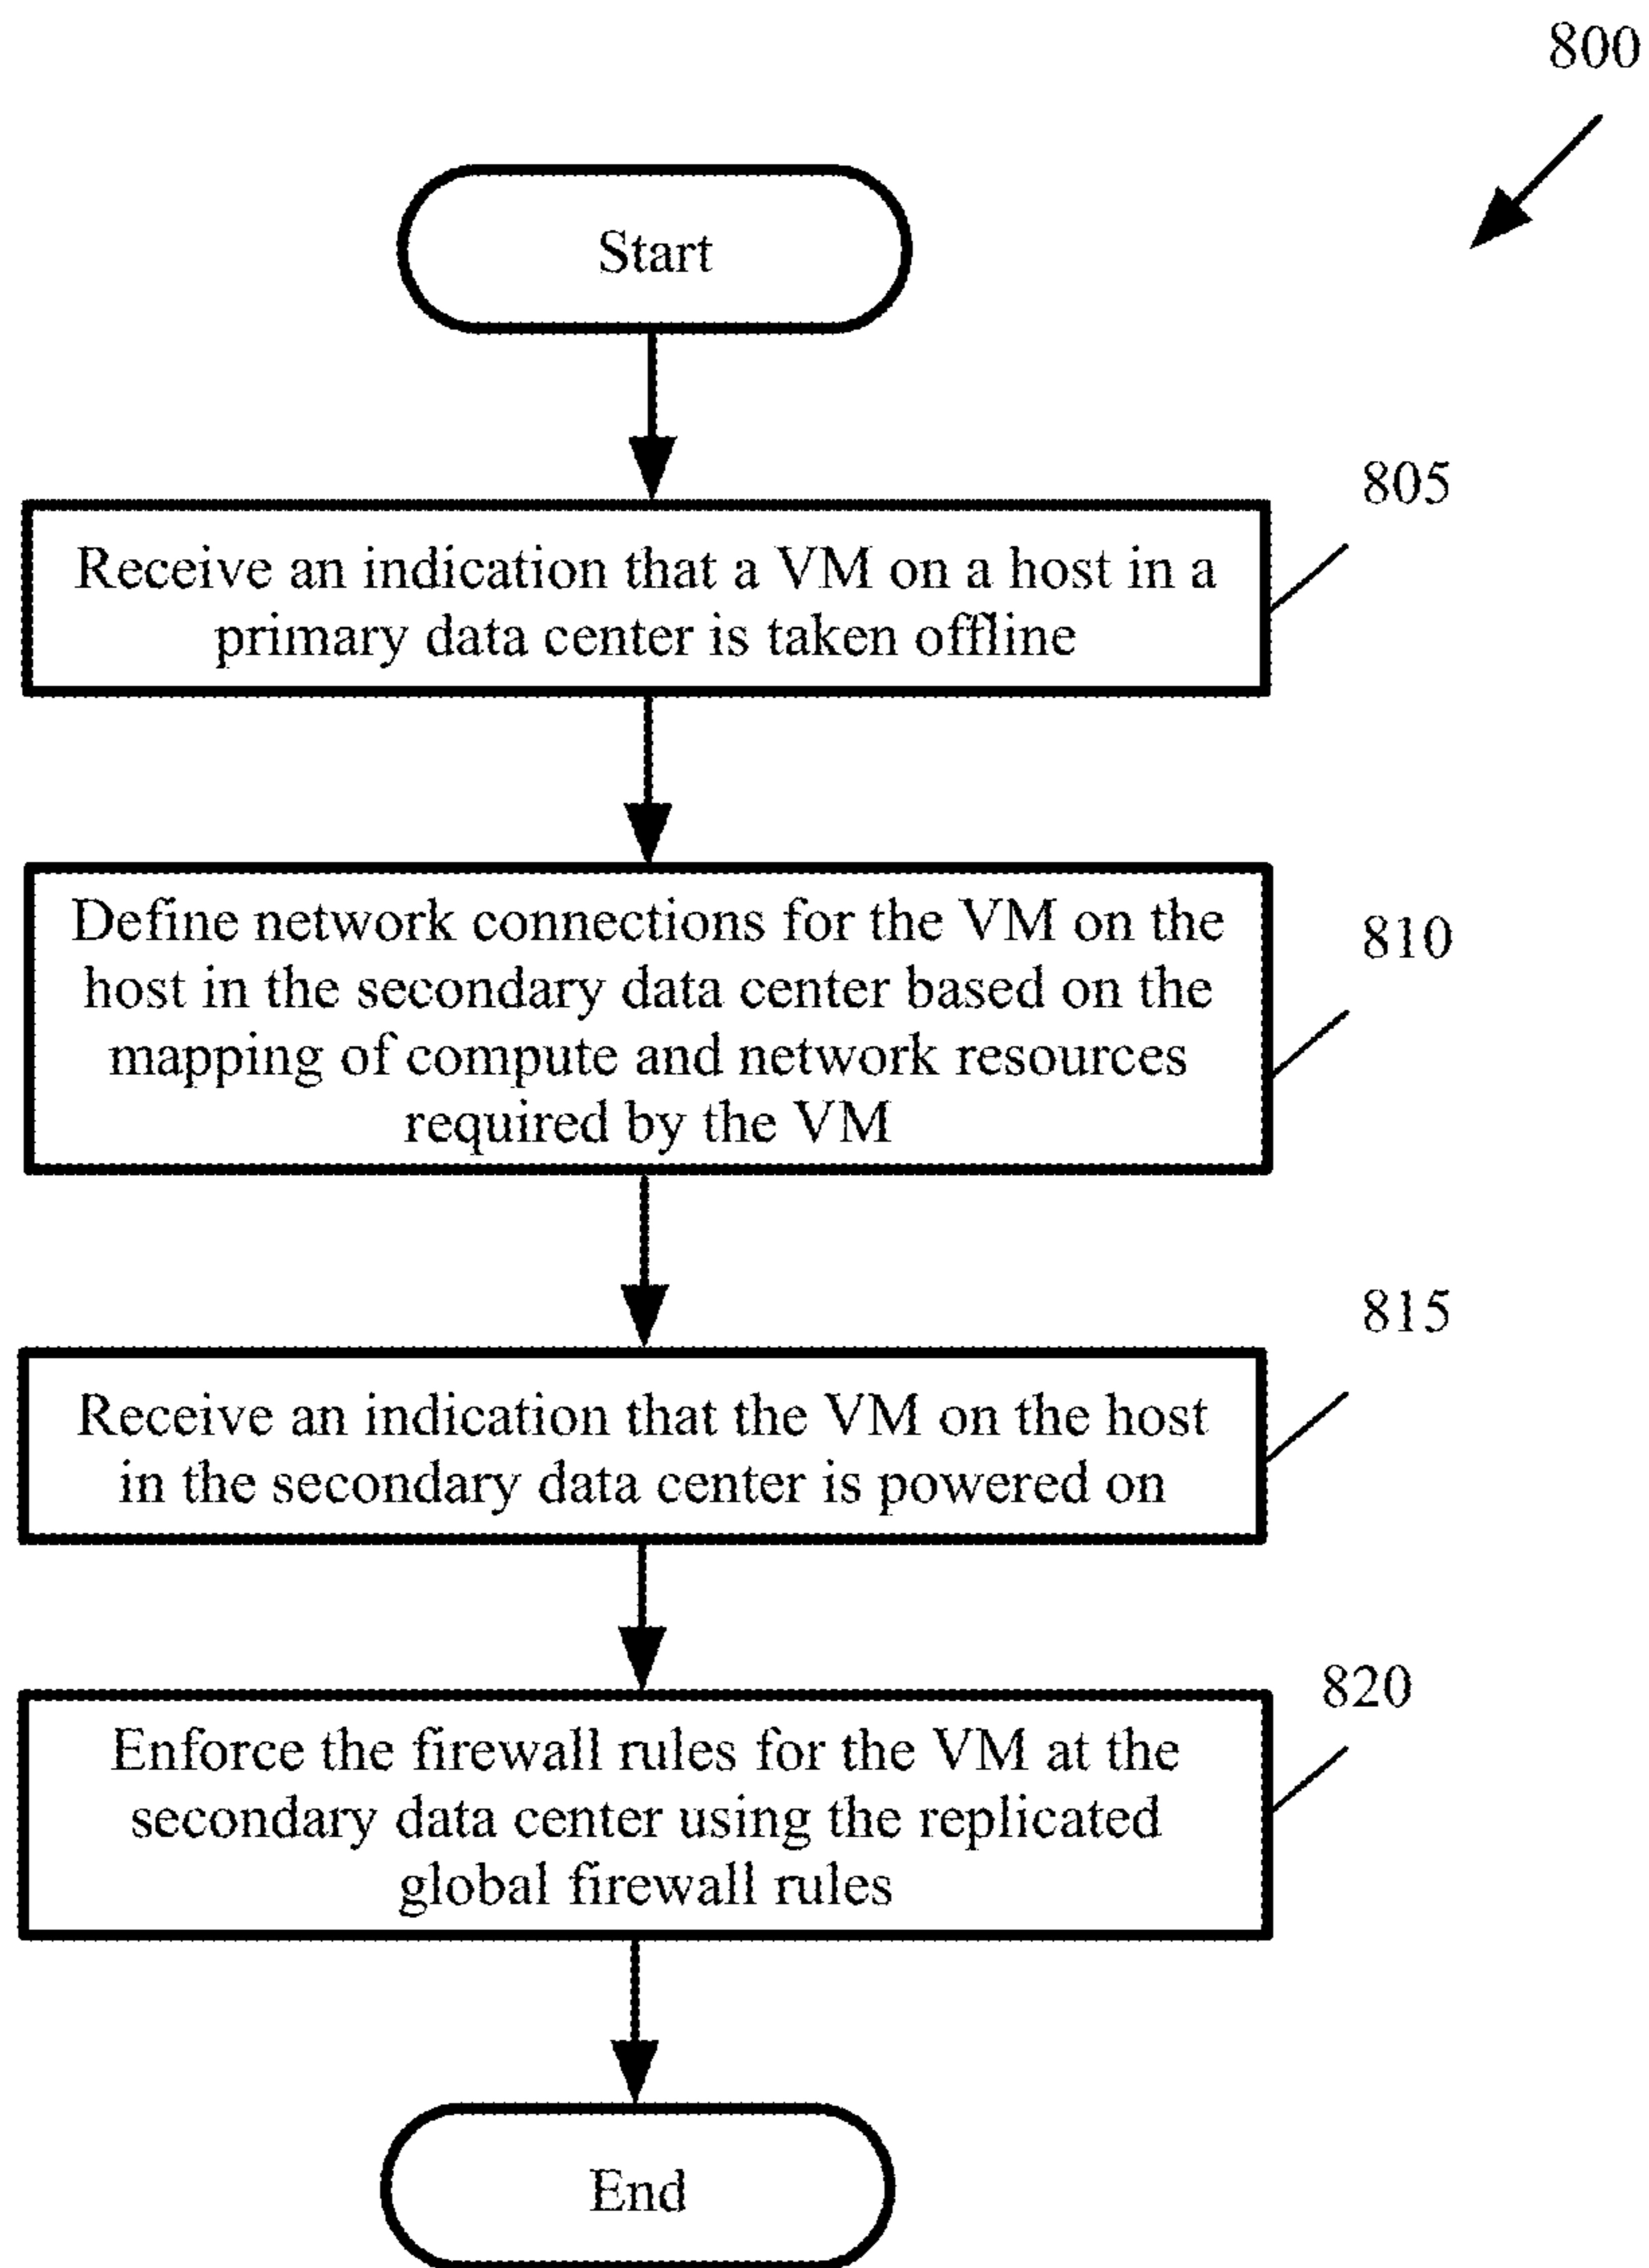 800
Start
805
Receive an indication that a VM on a host in a
primary data center is taken offline
810
Define network connections for the VM on the
host in the secondary data center based on the
mapping of compute and network resources
required by the VM
815
Receive an indication that the VM on the host
in the secondary data center is powered on
820
Enforce the firewall rules for the VM at the
secondary data center using the replicated
global firewall rules
End